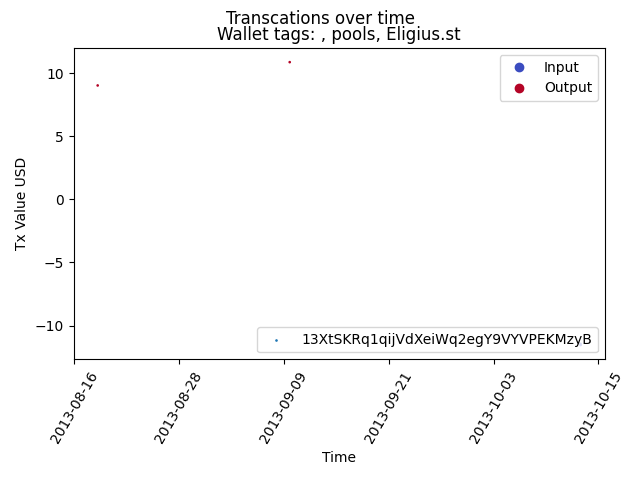 Transcations over time
Wallet tags: , pools, Eligius.st
10
5
0
−5
−10
Tx Value USD
Input
Output
13XtSKRq1qijVdXeiWq2egY9VYVPEKMzyB
2013-08-16
2013-08-28
2013-09-09
2013-09-21
2013-10-03
2013-10-15
Time